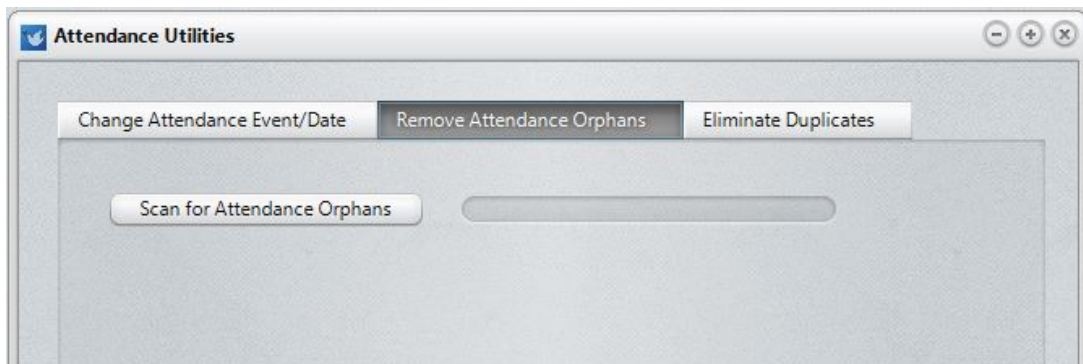 Attendance Utilities
Change Attendance Event/Date Remove Attendance Orphans Eliminate Duplicates
Scan for Attendance Orphans